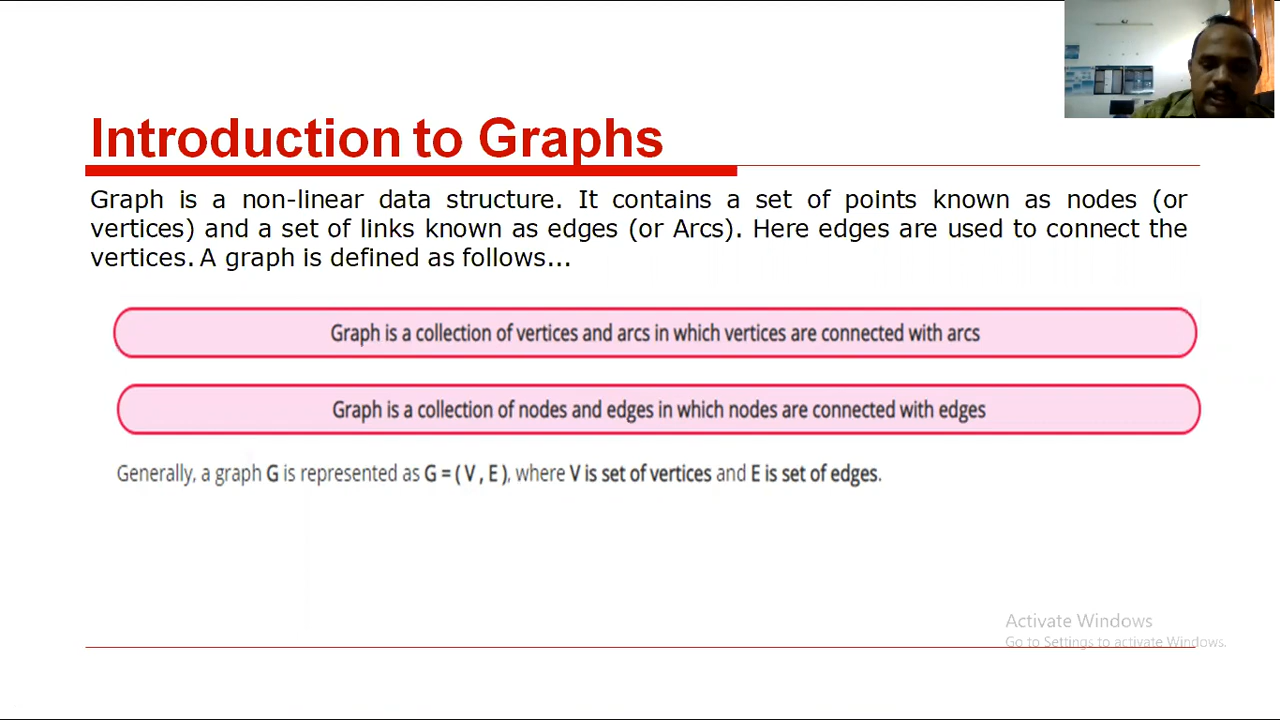 Introduction to Graphs
Graph is a non-linear data structure. It contains a set of points known as nodes (or
vertices) and a set of links known as edges (or Arcs). Here edges are used to connect the
vertices. A graph is defined as follows...
Graph is a collection of vertices and arcs in which vertices are connected with arcs
Graph is a collection of nodes and edges in which nodes are connected with edges
Generally, a graph G is represented as G = ( V , E ), where V is set of vertices and E is set of edges.
Activate Windows
Go to Settings to activate Windows.